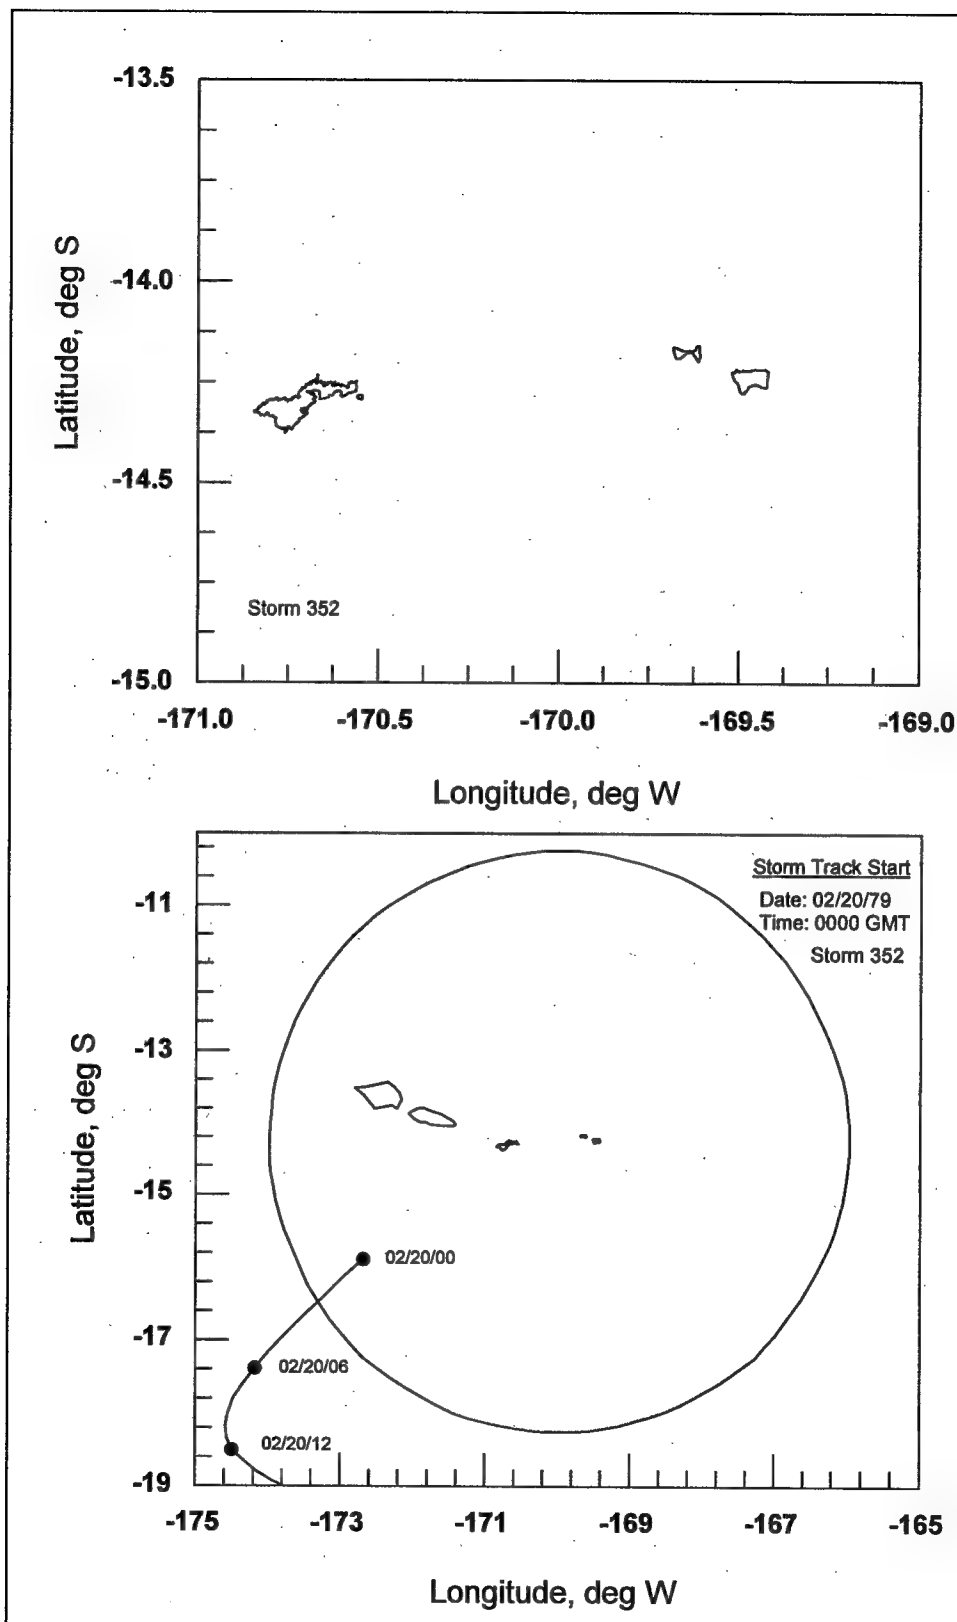 -13.5
-14.0
-14.5
-15.0
Latitude, deg S
Storm 352
-171.0 -170.5 -170.0 -169.5 -169.0
Longitude, deg W
Storm Track Start
Date: 02/20/79
Time: 0000 GMT
Storm 352
-11
-13
-15
-17
-19
Latitude, deg S
02/20/00
02/20/06
02/20/12
-175 -173 -171 -169 -167 -165
Longitude, deg W